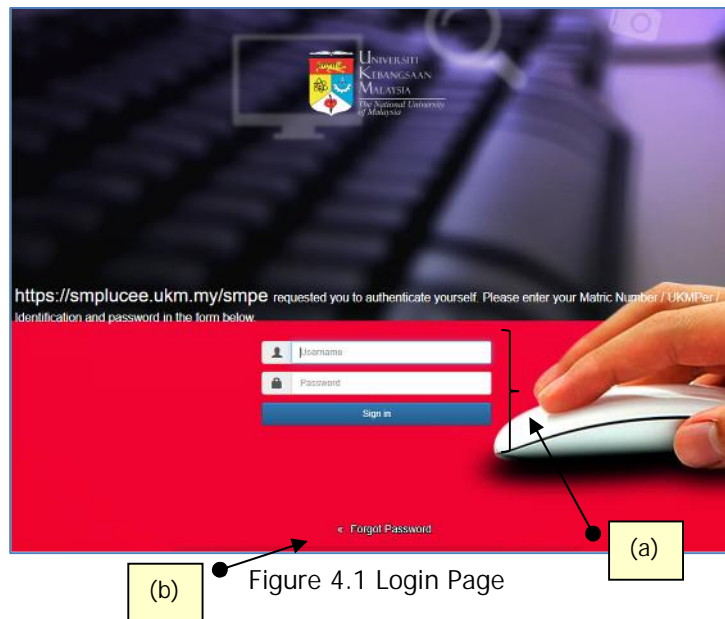 UNIVERSITI
KEBANGSAAN
MALAYSIA
The National University
of Malaysia
https://smplucee.ukm.my/smpe requested you to authenticate yourself. Please enter your Matric Number / UKMPer /
Identification and password in the form below.
Username
Password
Sign in
« Forgot Password
(a)
(b)
Figure 4.1 Login Page